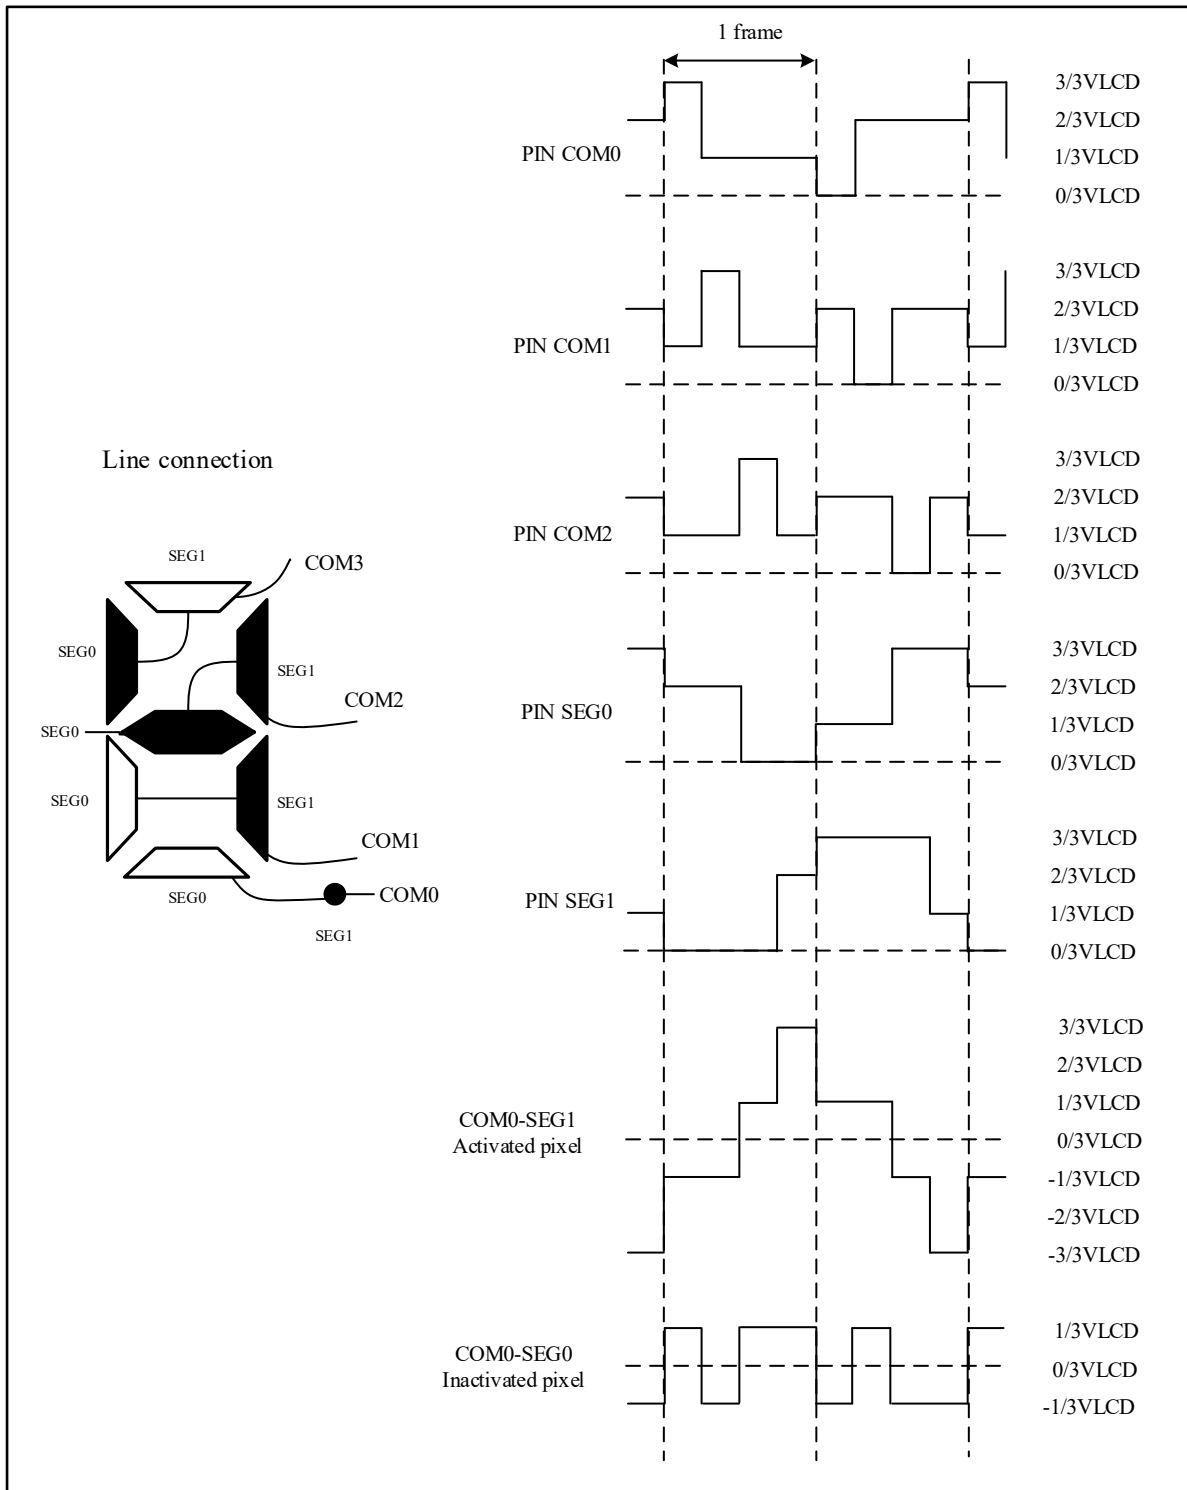 1 frame
PIN COM0
3/3VLCD
2/3VLCD
1/3VLCD
0/3VLCD
PIN COM1
3/3VLCD
2/3VLCD
1/3VLCD
0/3VLCD
Line connection
SEG1
COM3
SEG0
SEG1
COM2
SEG0
SEG0
SEG1
COM1
SEG0
COM0
SEG1
PIN COM2
3/3VLCD
2/3VLCD
1/3VLCD
0/3VLCD
PIN SEG0
3/3VLCD
2/3VLCD
1/3VLCD
0/3VLCD
PIN SEG1
3/3VLCD
2/3VLCD
1/3VLCD
0/3VLCD
COM0-SEG1
Activated pixel
3/3VLCD
2/3VLCD
1/3VLCD
0/3VLCD
-1/3VLCD
-2/3VLCD
-3/3VLCD
COM0-SEG0
Inactivated pixel
1/3VLCD
0/3VLCD
-1/3VLCD